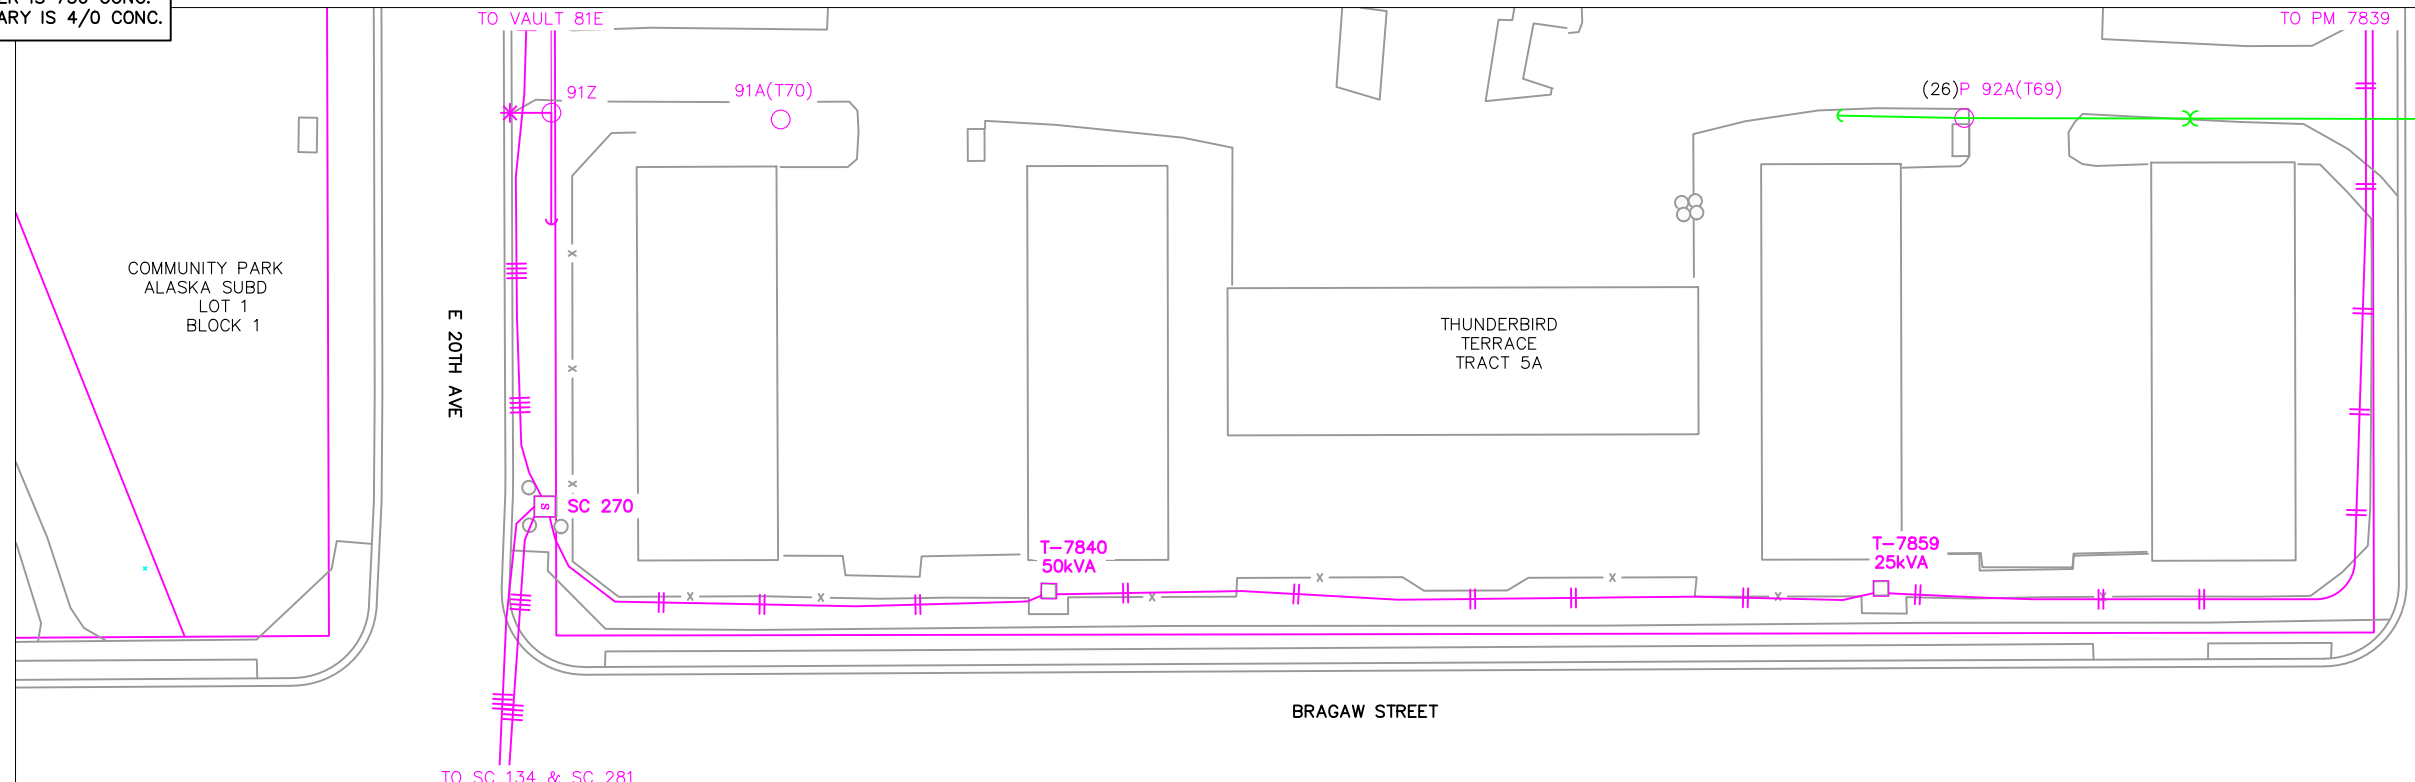 ARY IS 4/0 CONC.
TO VAULT 81E
TO PM 7839
91Z
91A(T70)
(26)P 92A(T69)
COMMUNITY PARK
ALASKA SUBD
LOT 1
BLOCK 1
E 20TH AVE
THUNDERBIRD
TERRACE
TRACT 5A
S
SC 270
T-7840
50kVA
T-7859
25kVA
BRAGAW STREET
TO SC 134 & SC 281